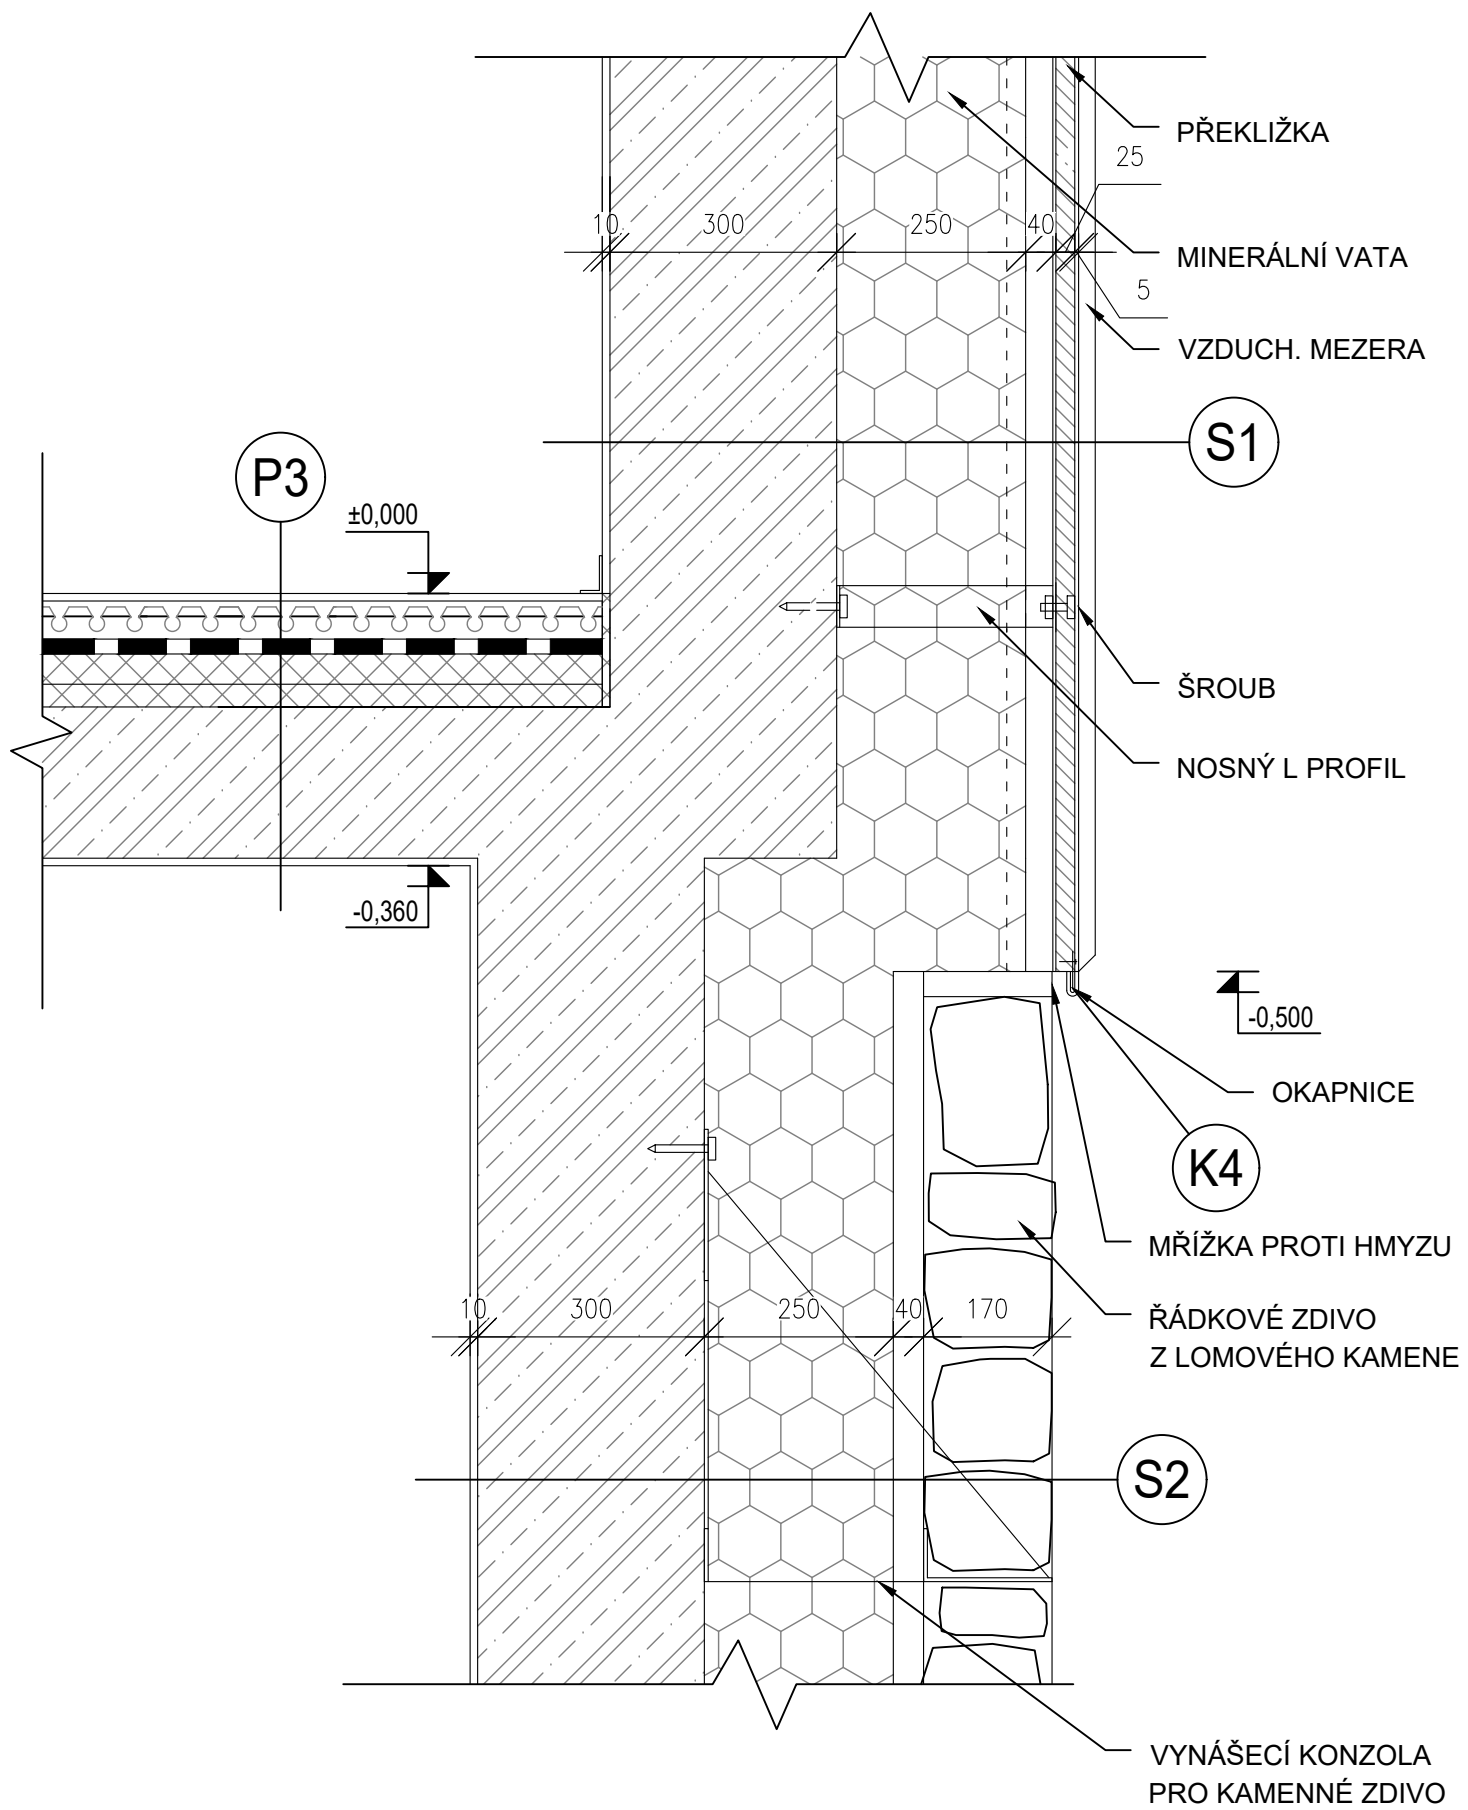 PŘEKLIŽKA
25
10 300 250 40
MINERÁLNÍ VATA
5
VZDUCH. MEZERA
S1
P3
±0,000
ŠROUB
NOSNÝ L PROFIL
-0,360
-0,500
OKAPNICE
K4
MŘÍŽKA PROTI HMYZU
10 300 250 40 170
ŘÁDKOVÉ ZDIVO
Z LOMOVÉHO KAMENE
S2
VYNÁŠECÍ KONZOLA
PRO KAMENNÉ ZDIVO